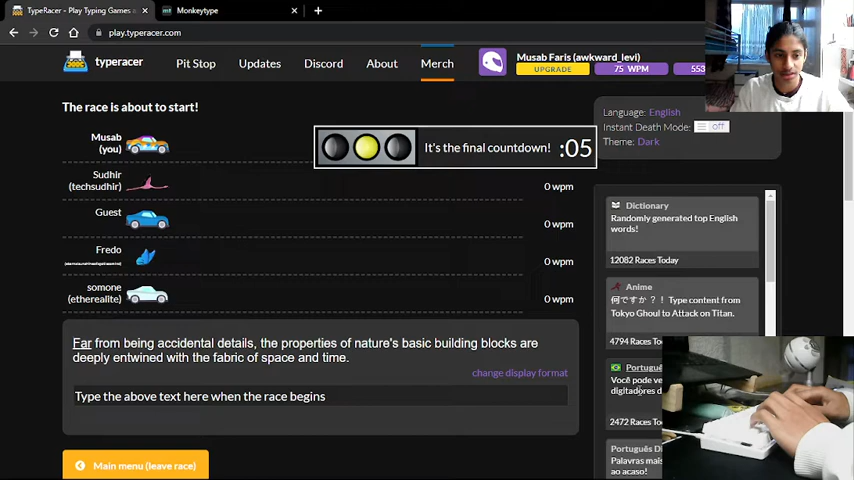 TypeRacer - Play Typing Games a
Monkeytype
play.typeracer.com
typeracer
Pit Stop
Updates
Discord
About
Merch
Musab Faris (awkward_levi)
UPGRADE
75 WPM
553
The race is about to start!
Language: English
Instant Death Mode: off
Theme: Dark
It's the final countdown! :05
Musab
(you)
Sudhir
(techsudhir)
0 wpm
Guest
0 wpm
Fredo
0 wpm
somone
(etherealite)
0 wpm
Dictionary
Randomly generated top English
words!
12082 Races Today
Anime
何ですか？！ Type content from
Tokyo Ghoul to Attack on Titan.
4794 Races To
Portugu
Você pode ve
digitadores d
2472 Races To
Português D
Palavras mais
ao acaso!
Far from being accidental details, the properties of nature's basic building blocks are
deeply entwined with the fabric of space and time.
change display format
Type the above text here when the race begins
Main menu (leave race)